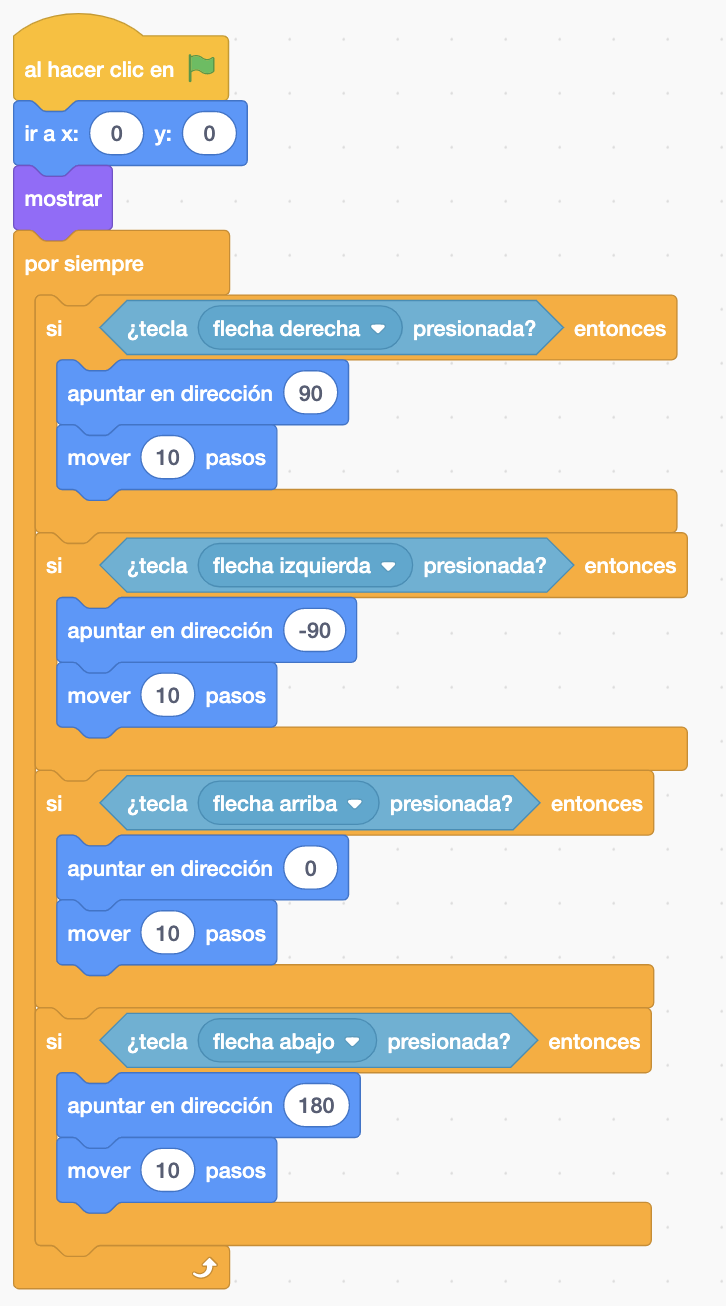 al hacer clic en
ir a x: 0 y: 0
mostrar
por siempre
si ¿tecla flecha derecha presionada? entonces
apuntar en dirección 90
mover 10 pasos
si ¿tecla flecha izquierda presionada? entonces
apuntar en dirección -90
mover 10 pasos
si ¿tecla flecha arriba presionada? entonces
apuntar en dirección 0
mover 10 pasos
si ¿tecla flecha abajo presionada? entonces
apuntar en dirección 180
mover 10 pasos